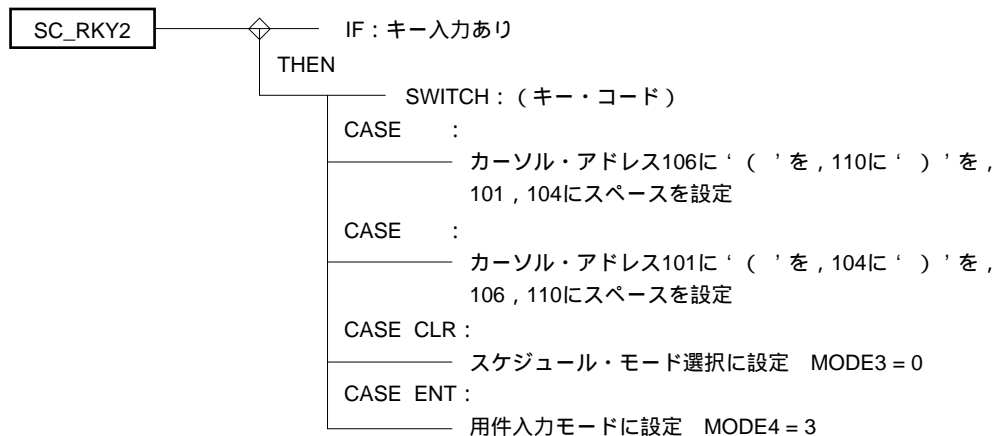 SC_RKY2
IF：キー入力あり
THEN
SWITCH：（キー・コード）
CASE　：
カーソル・アドレス106に‘（ ’を，110に‘ ）’を，
101，104にスペースを設定
CASE　：
カーソル・アドレス101に‘（ ’を，104に‘ ）’を，
106，110にスペースを設定
CASE CLR：
スケジュール・モード選択に設定　MODE3 = 0
CASE ENT：
用件入力モードに設定　MODE4 = 3